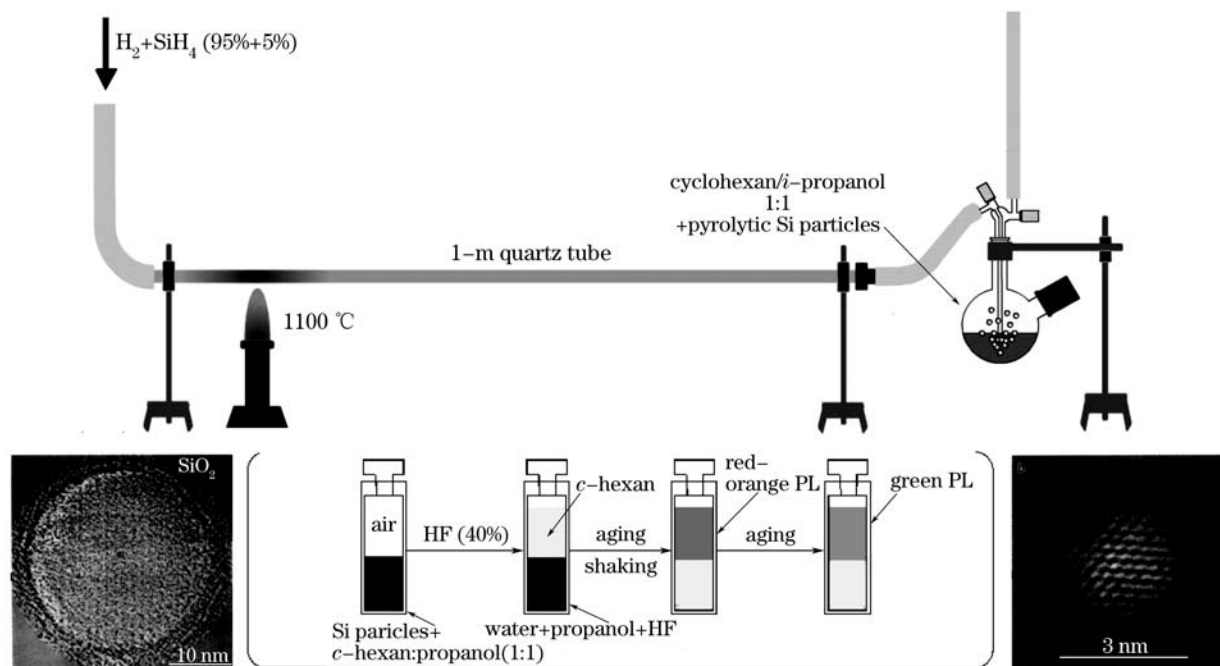 H₂+SiH₄ (95%+5%)
cyclohexan/i-propanol
1:1
+pyrolytic Si particles
1-m quartz tube
1100 ℃
SiO₂
10 nm
air
HF (40%)
c-hexan
aging
shaking
red-
orange PL
aging
green PL
Si paricles+
c-hexan:propanol(1:1)
water+propanol+HF
3 nm